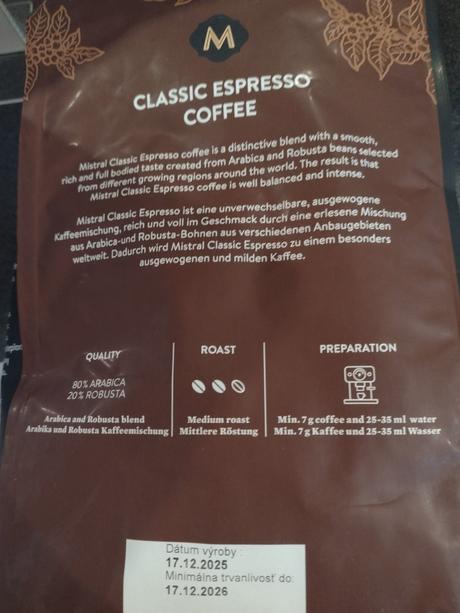 M
CLASSIC ESPRESSO
COFFEE
Mistral Classic Espresso coffee is a distinctive blend with a smooth,
rich and full bodied taste created from Arabica and Robusta beans selected
from different growing regions around the world. The result is that
Mistral Classic Espresso coffee is well balanced and intense.
Mistral Classic Espresso ist eine unverwechselbare, ausgewogene
Kaffeemischung, reich und voll im Geschmack durch eine erlesene Mischung
aus Arabica-und Robusta-Bohnen aus verschiedenen Anbaugebieten
weltweit. Dadurch wird Mistral Classic Espresso zu einem besonders
ausgewogenen und milden Kaffee.
QUALITY
80% ARABICA
20% ROBUSTA
Arabica and Robusta blend
Arabika und Robusta Kaffeemischung
ROAST
Medium roast
Mittlere Röstung
PREPARATION
Min. 7 g coffee and 25-35 ml water
Min. 7 g Kaffee und 25-35 ml Wasser
Dátum výroby :
17.12.2025
Minimálna trvanlivosť do:
17.12.2026